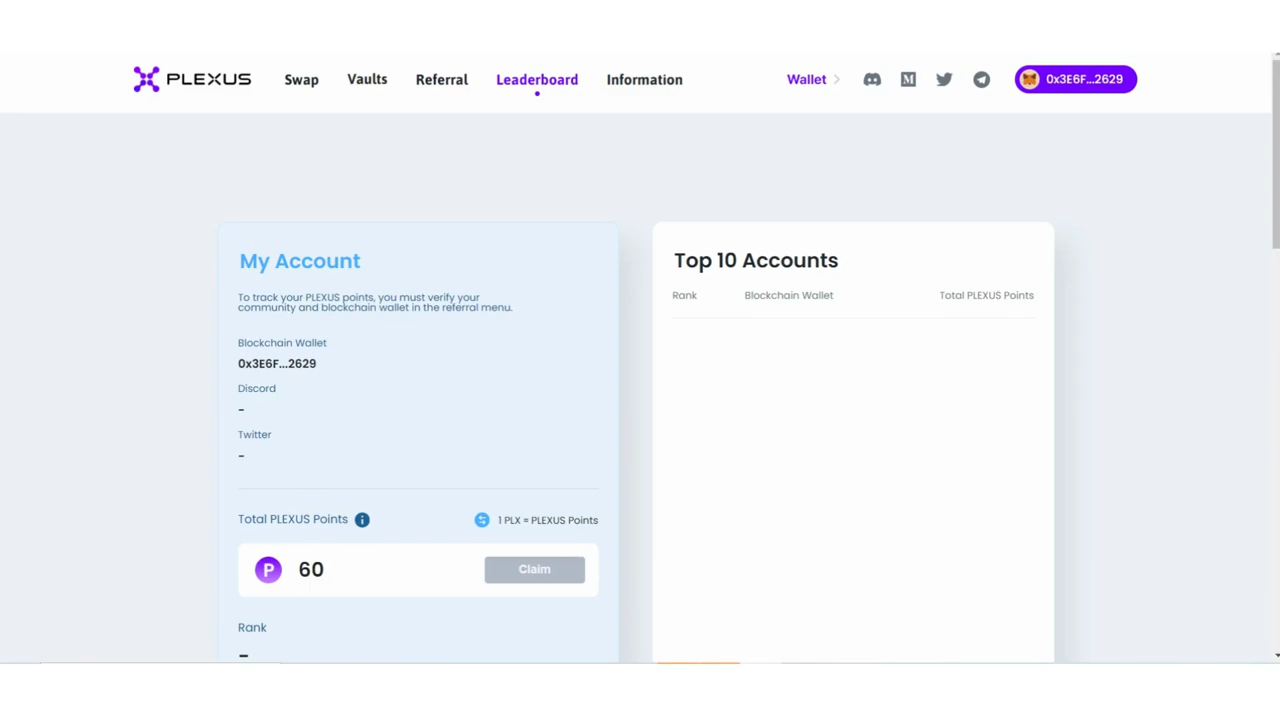 PLEXUS
Swap
Vaults
Referral
Leaderboard
Information
Wallet
0x3E6F...2629
My Account
To track your PLEXUS points, you must verify your
community and blockchain wallet in the referral menu.
Blockchain Wallet
0x3E6F...2629
Discord
-
Twitter
-
Total PLEXUS Points
1 PLX = PLEXUS Points
P 60
Claim
Rank
-
Top 10 Accounts
Rank Blockchain Wallet Total PLEXUS Points